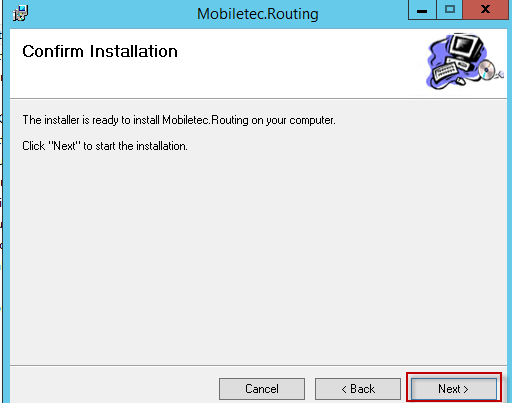 Mobiletec.Routing
Confirm Installation
The installer is ready to install Mobiletec.Routing on your computer.
Click "Next" to start the installation.
Cancel
< Back
Next >